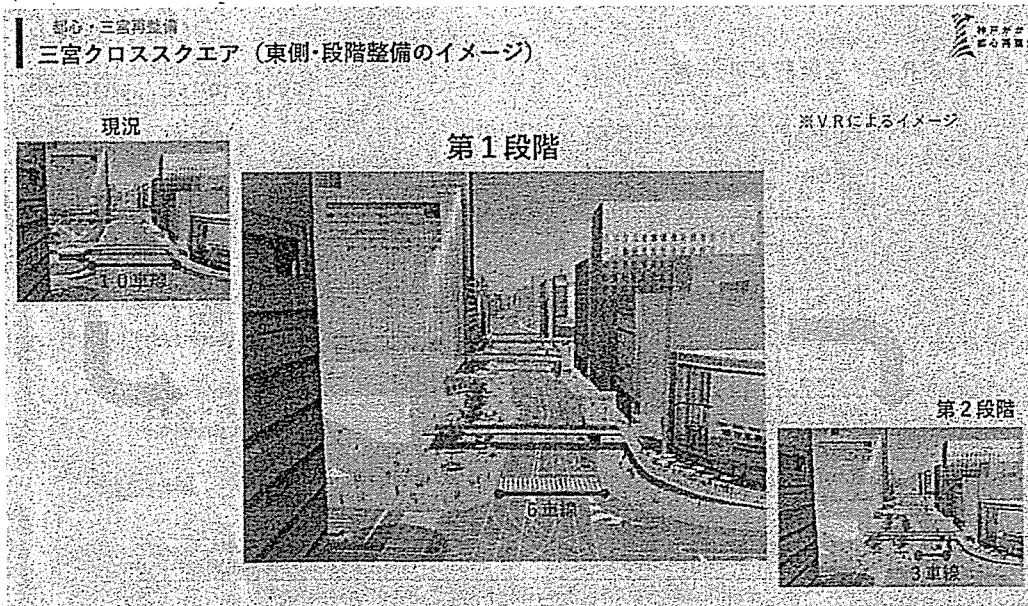 都心・三宮再整備
三宮クロススクエア（東側・段階整備のイメージ）
現況
10車線
※VRによるイメージ
第1段階
6車線
第2段階
3車線